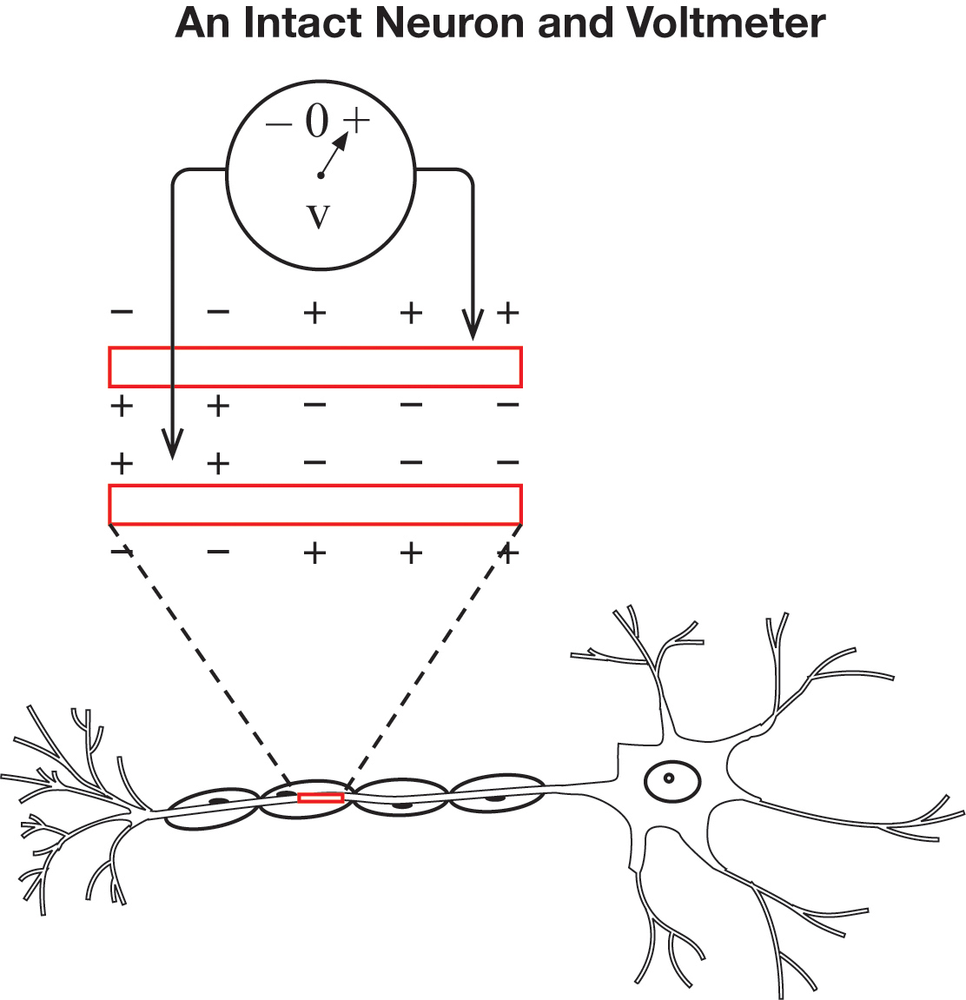 An Intact Neuron and Voltmeter
– 0 +
V
– – + + +
+ + – – –
+ + – – –
– – + + +